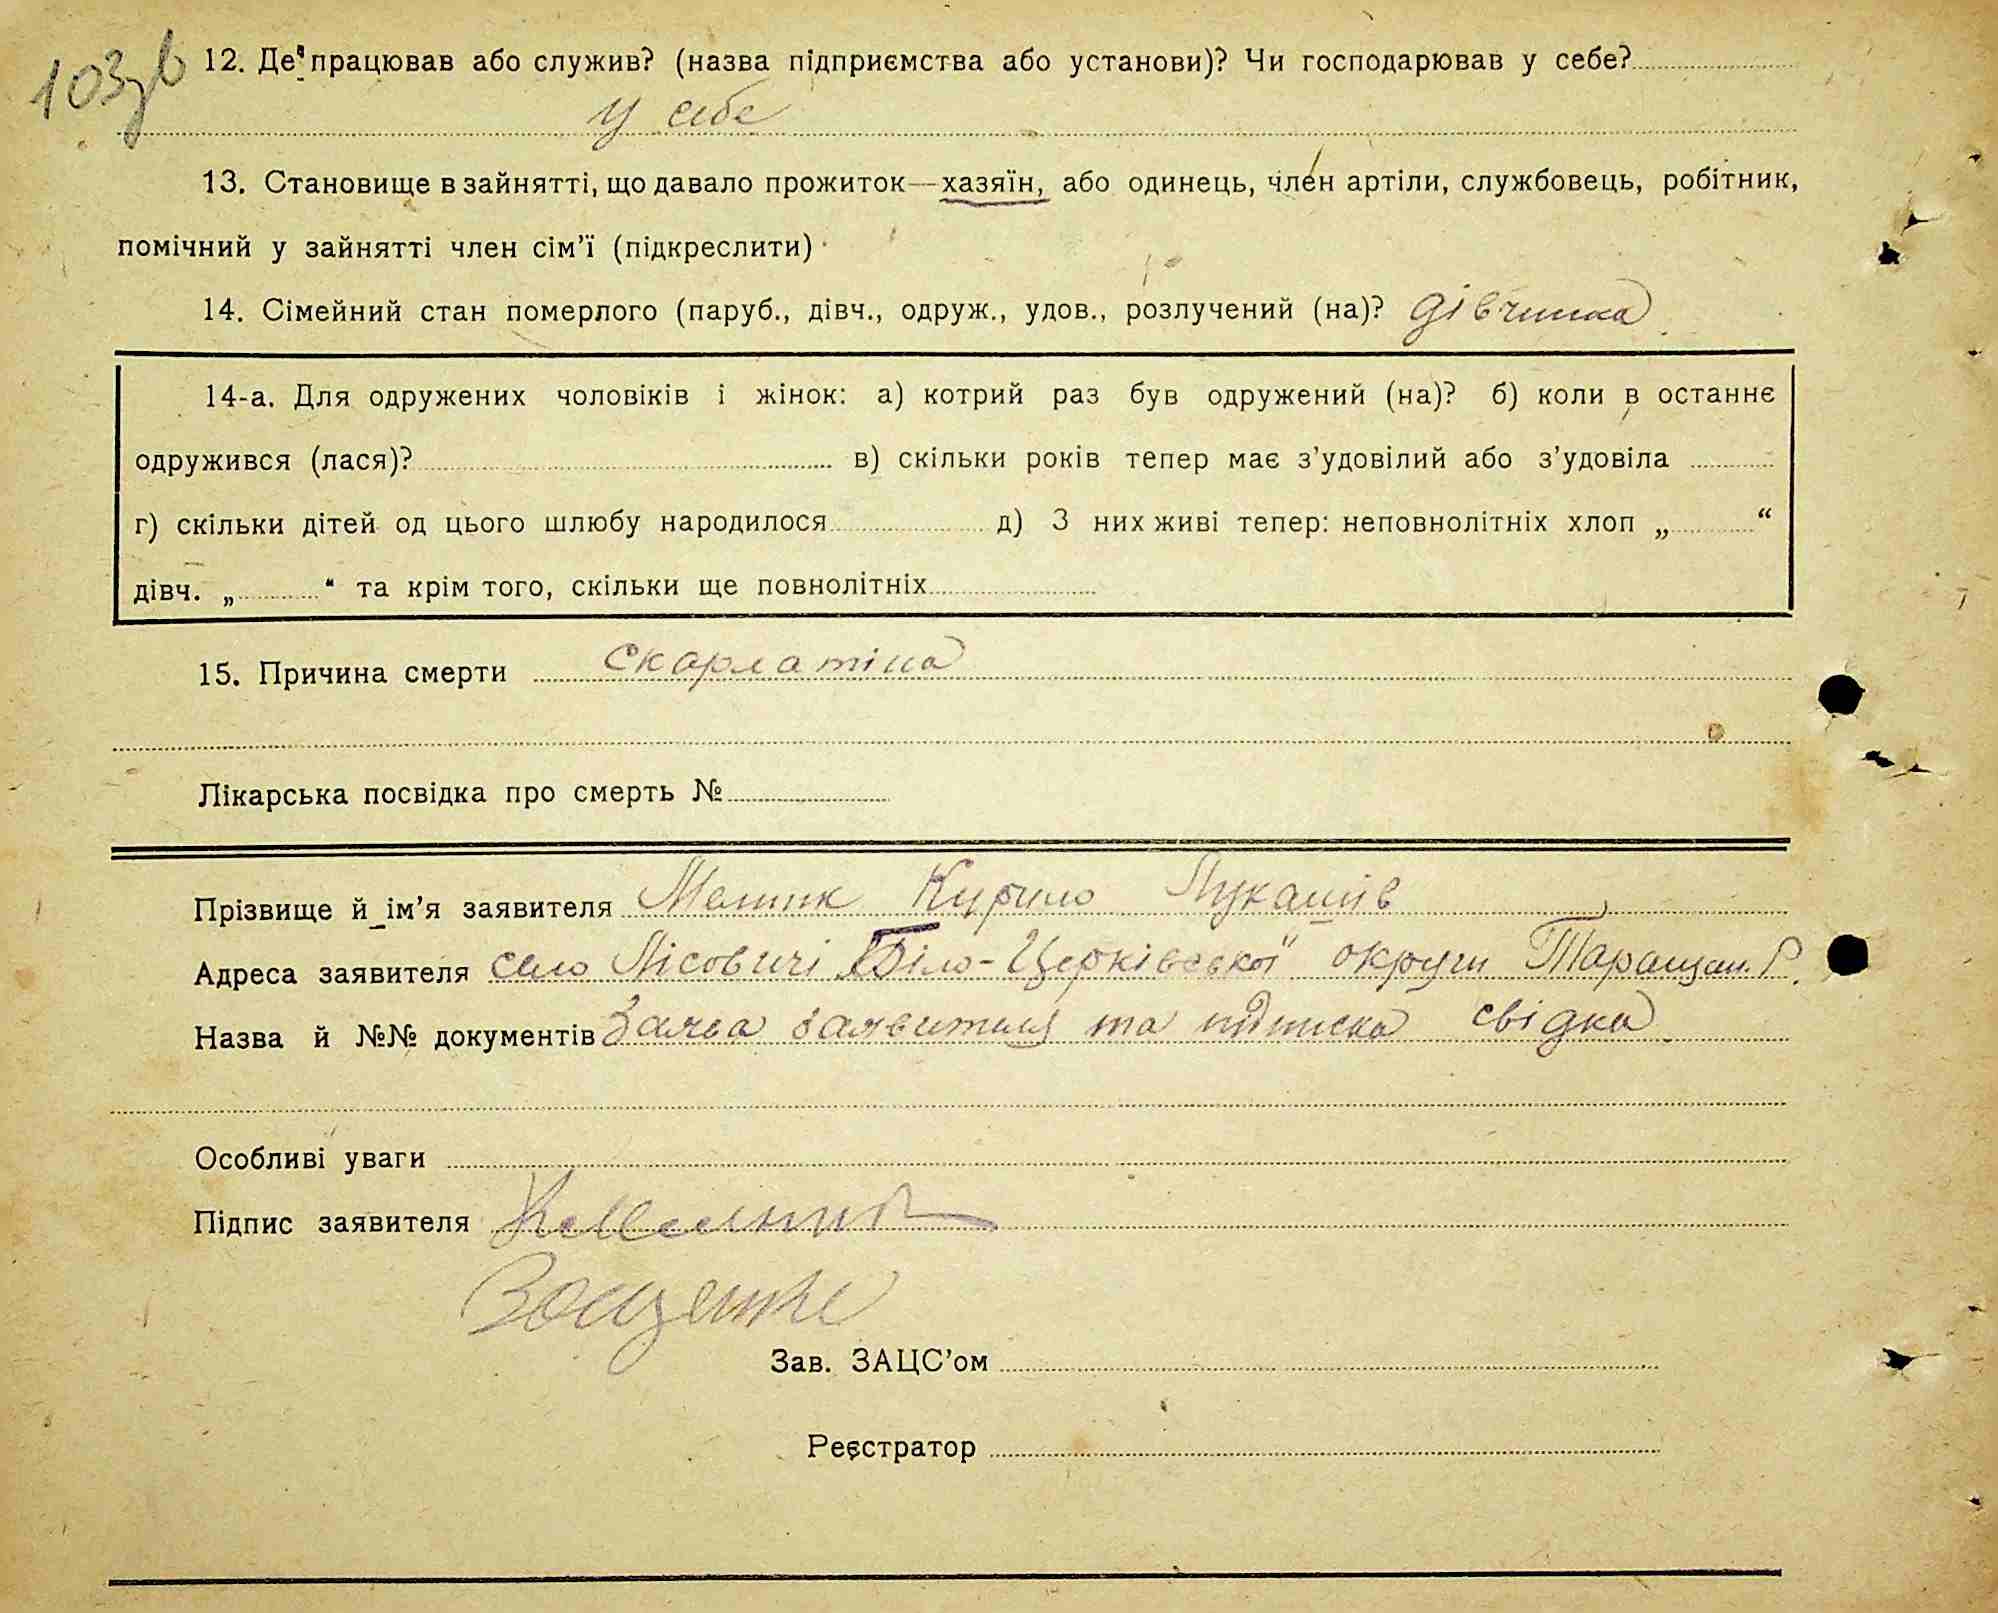 103зв
12. Де працював або служив? (назва підприємства або установи)? Чи господарював у себе?
у себе
13. Становище в зайнятті, що давало прожиток—хазяїн, або одинець, член артіли, службовець, робітник,
помічний у зайнятті член сім’ї (підкреслити)
14. Сімейний стан померлого (паруб., дівч., одруж., удов., розлучений (на)? дівчинка
14-а. Для одружених чоловіків і жінок: а) котрий раз був одружений (на)? б) коли в останнє
одружився (лася)? в) скільки років тепер має з’удовілий або з’удовіла
г) скільки дітей од цього шлюбу народилося д) З них живі тепер: неповнолітніх хлоп „ “
дівч. „ “ та крім того, скільки ще повнолітніх
15. Причина смерти скарлатіна
Лікарська посвідка про смерть №
Прізвище й ім’я заявителя Мельник Курило Лукашів
Адреса заявителя село Лісовичі Біло-Церківської округи Таращан. Р.
Назва й №№ документів Заява заявителя та підписка свідка
Особливі уваги
Підпис заявителя К Мельник
Зав. ЗАЦС’ом
Реєстратор